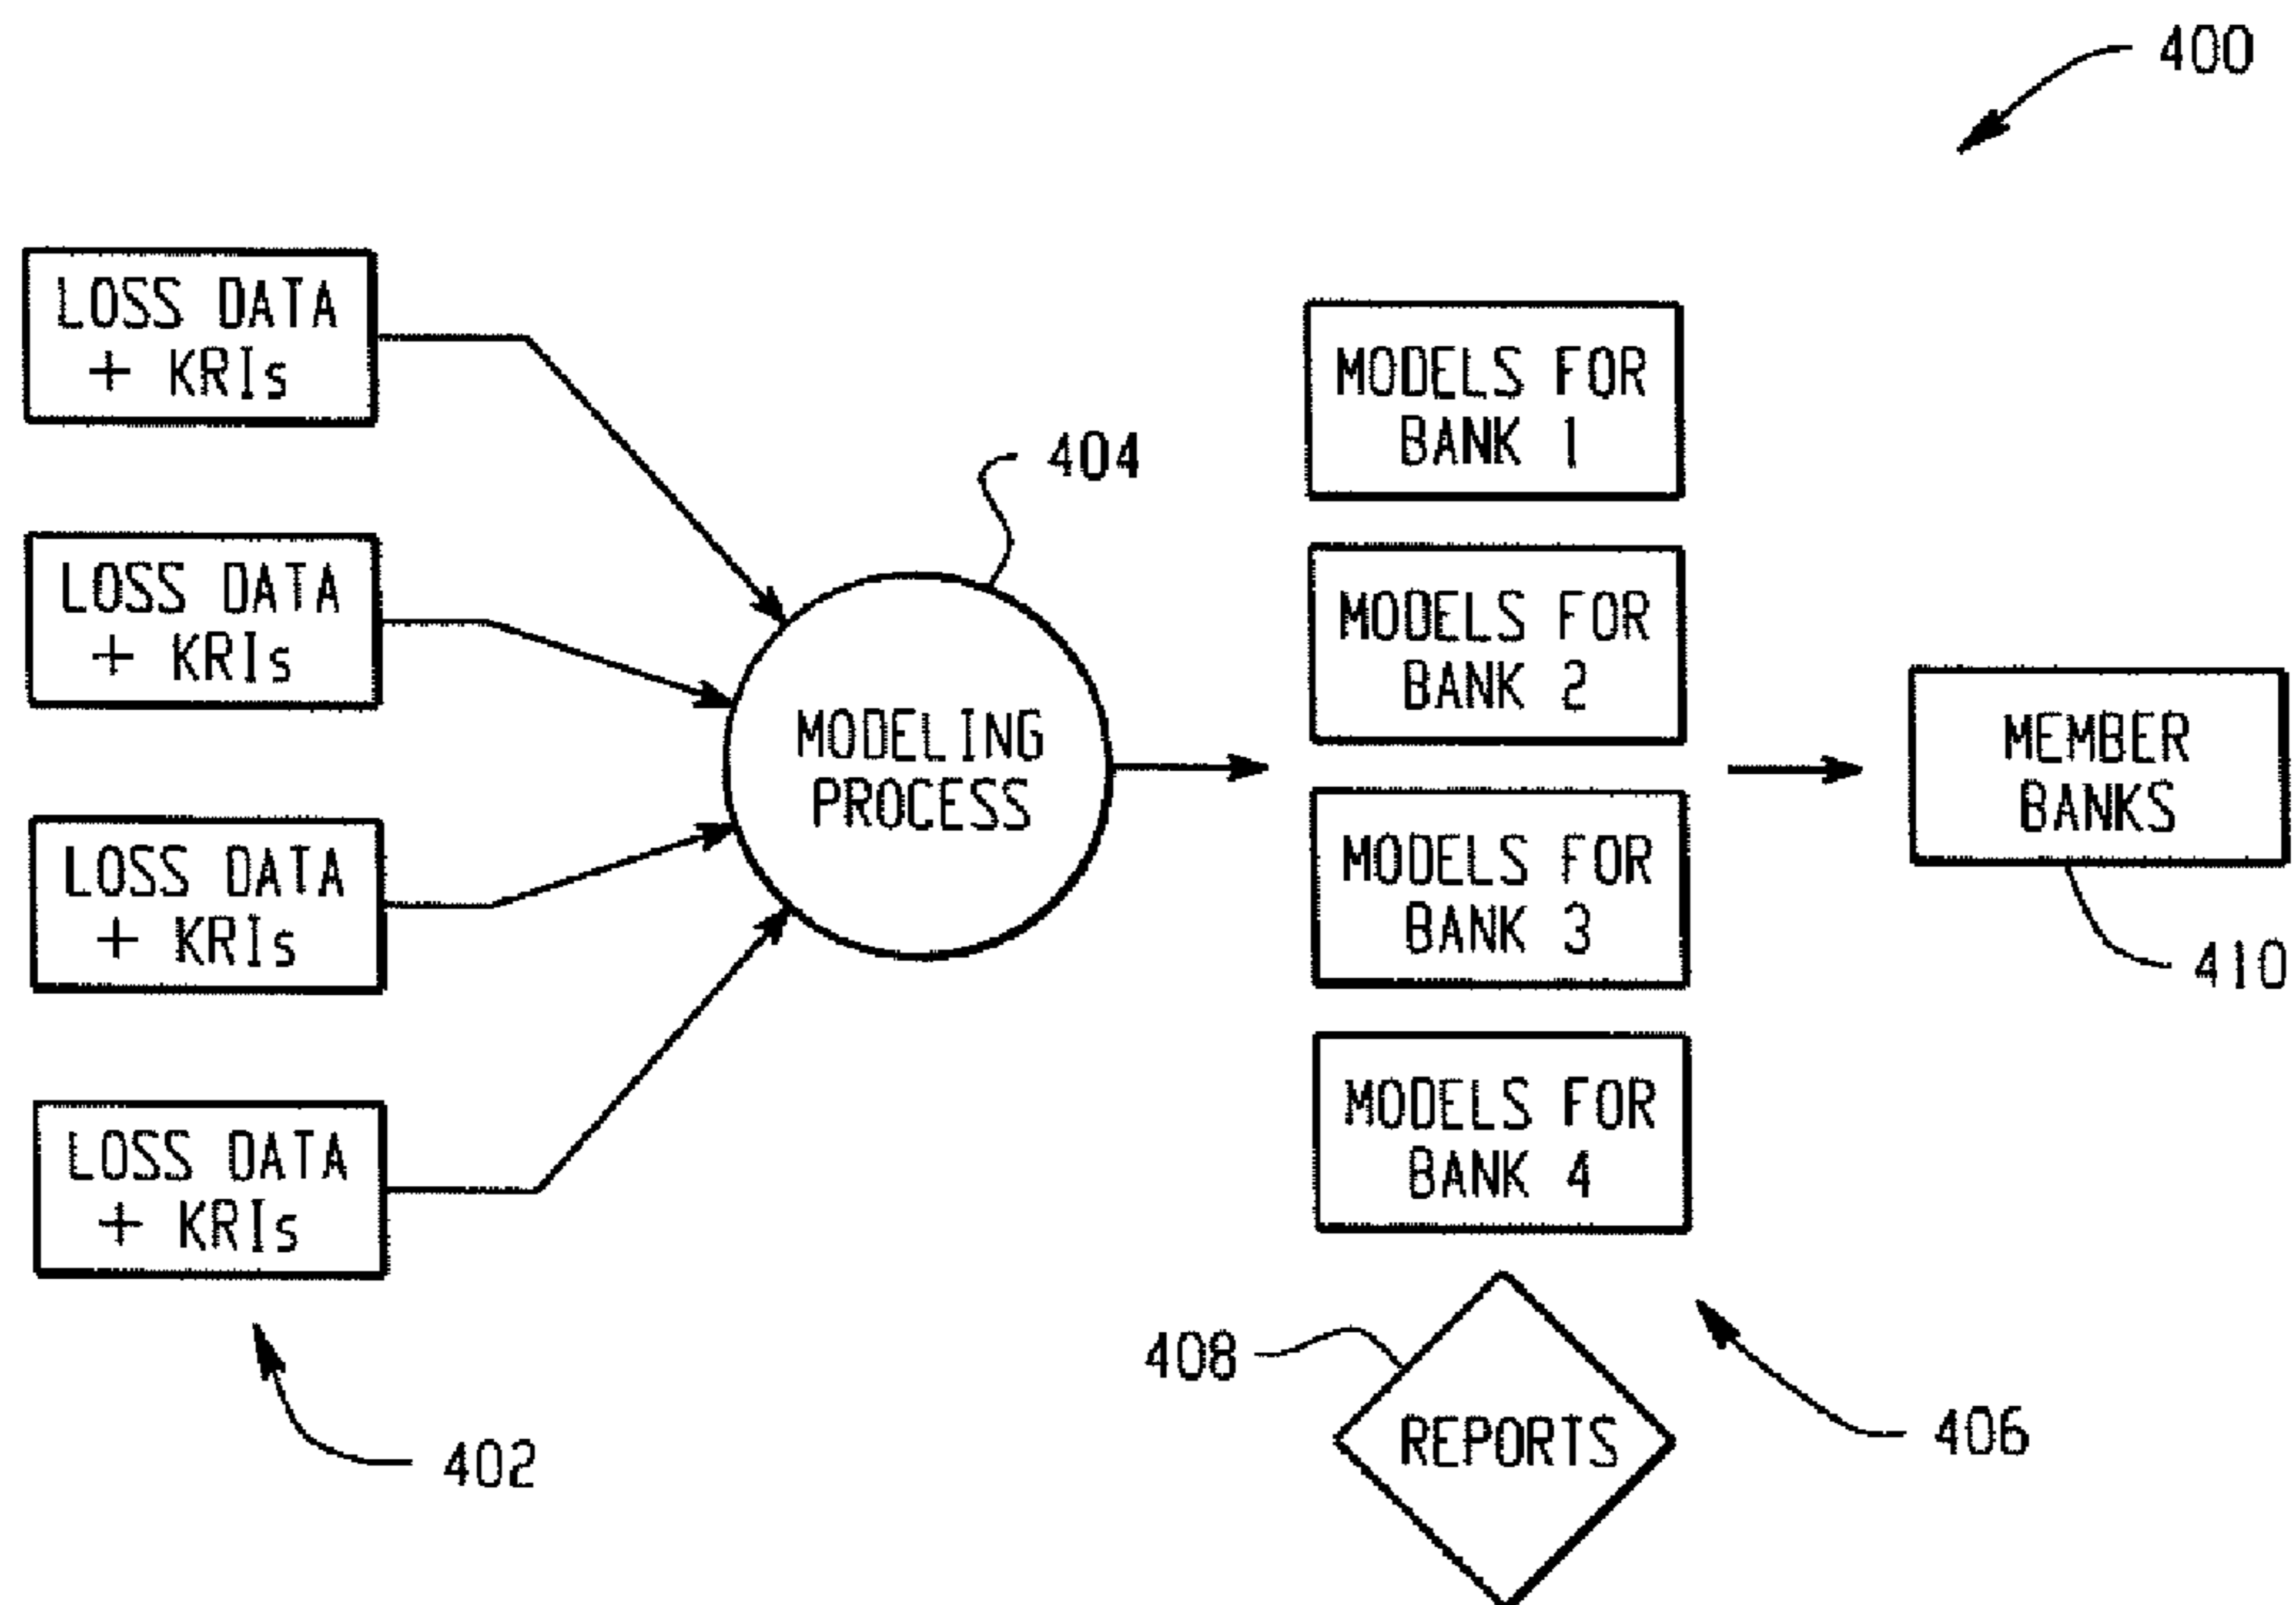 400
LOSS DATA
+ KRIs
LOSS DATA
+ KRIs
LOSS DATA
+ KRIs
LOSS DATA
+ KRIs
402
404
MODELING
PROCESS
MODELS FOR
BANK 1
MODELS FOR
BANK 2
MODELS FOR
BANK 3
MODELS FOR
BANK 4
408
REPORTS
406
MEMBER
BANKS
410